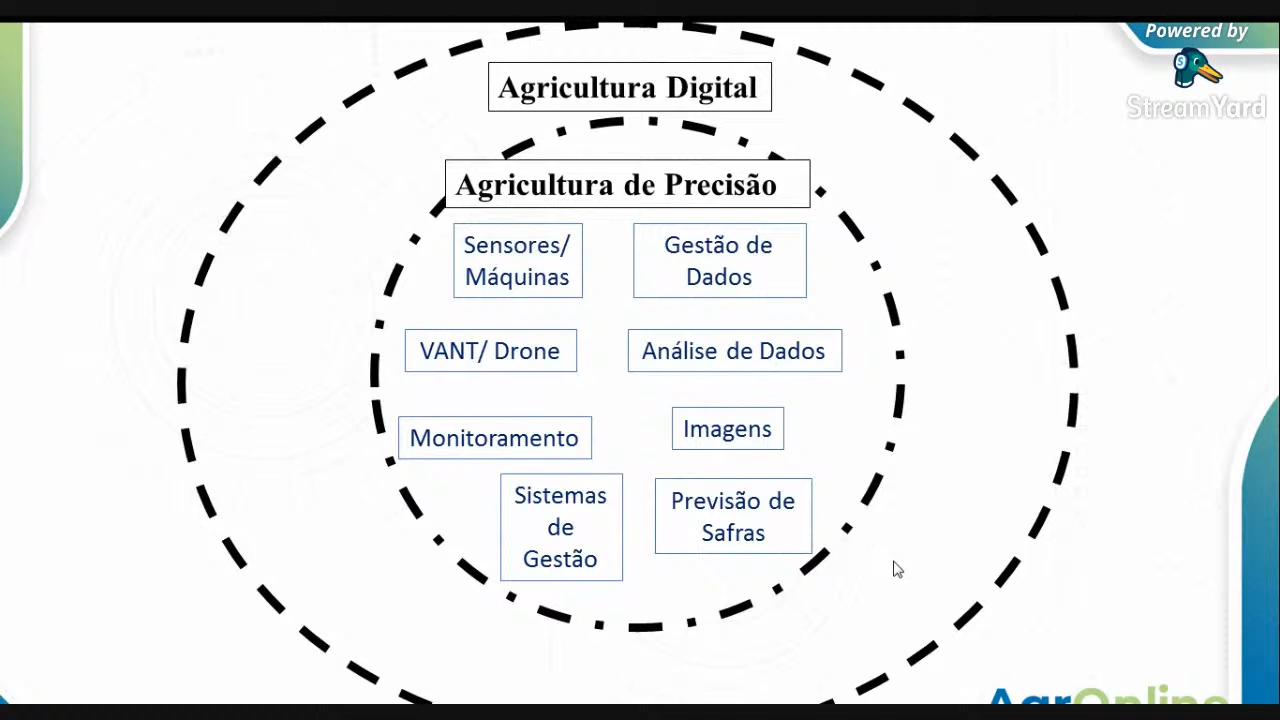 Powered by
S
StreamYard
Agricultura Digital
Agricultura de Precisão
Sensores/
Máquinas
Gestão de
Dados
VANT/ Drone
Análise de Dados
Monitoramento
Imagens
Sistemas
de
Gestão
Previsão de
Safras
AgrOnline